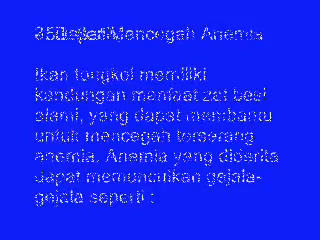 Mencegah Anemia
Ikan tongkol memiliki
kandungan manfaat zat besi
alami, yang dapat membantu
untuk mencegah terserang
anemia. Anemia yang diderita
dapat memunculkan gejala-
gejala seperti :